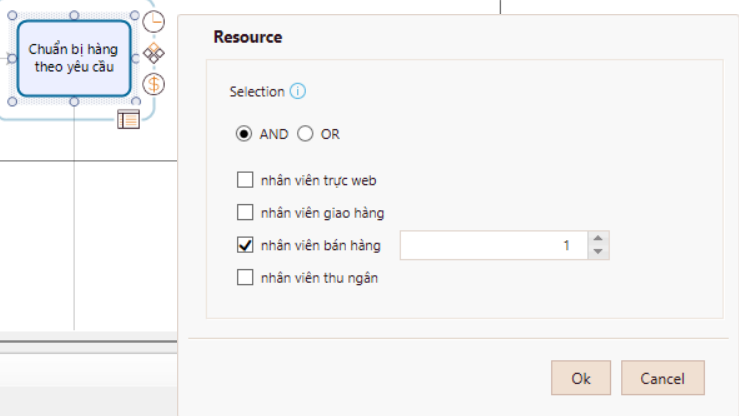 Chuẩn bị hàng
theo yêu cầu
Resource
Selection
AND OR
nhân viên trực web
nhân viên giao hàng
nhân viên bán hàng 1
nhân viên thu ngân
Ok Cancel